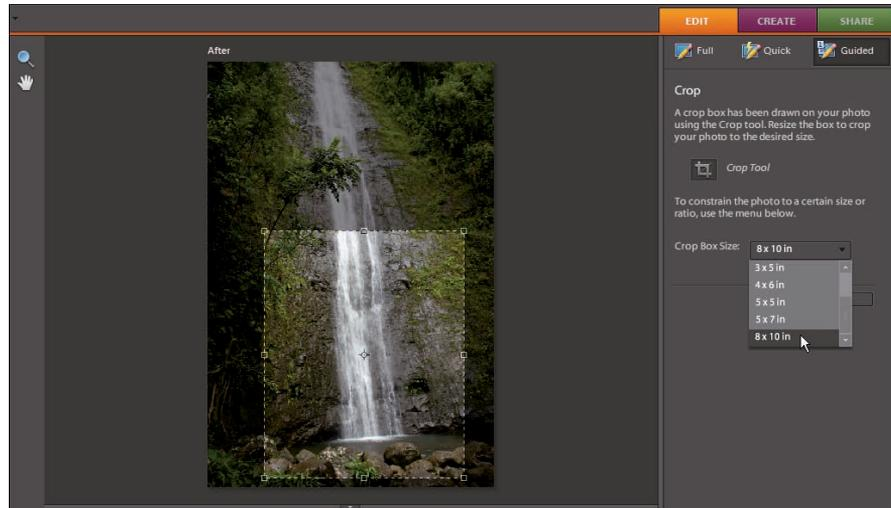 EDIT CREATE SHARE
After
Full Quick Guided
Crop
A crop box has been drawn on your photo
using the Crop tool. Resize the box to crop
your photo to the desired size.
Crop Tool
To constrain the photo to a certain size or
ratio, use the menu below.
Crop Box Size: 8 x 10 in
3 x 5 in
4 x 6 in
5 x 5 in
5 x 7 in
8 x 10 in